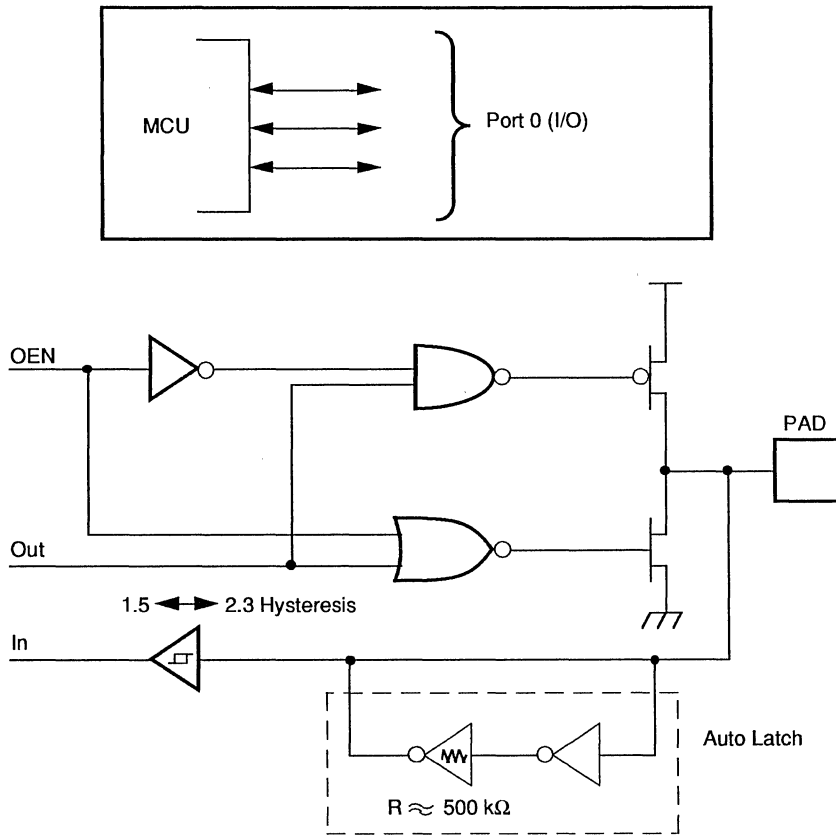 MCU
Port 0 (I/O)
OEN
PAD
Out
1.5 2.3 Hysteresis
In
Auto Latch
R ≈ 500 kΩ